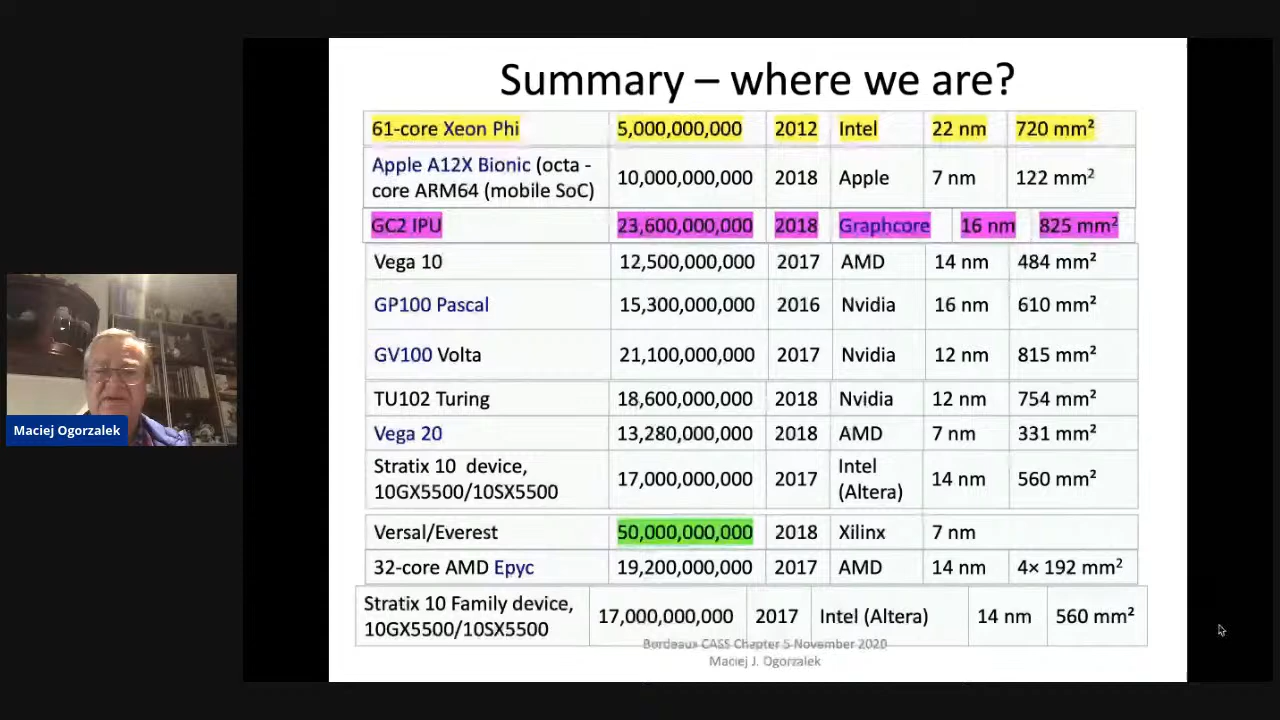 Summary – where we are?
61-core Xeon Phi 5,000,000,000 2012 Intel 22 nm 720 mm²
Apple A12X Bionic (octa -
core ARM64 (mobile SoC) 10,000,000,000 2018 Apple 7 nm 122 mm²
GC2 IPU 23,600,000,000 2018 Graphcore 16 nm 825 mm²
Vega 10 12,500,000,000 2017 AMD 14 nm 484 mm²
GP100 Pascal 15,300,000,000 2016 Nvidia 16 nm 610 mm²
GV100 Volta 21,100,000,000 2017 Nvidia 12 nm 815 mm²
TU102 Turing 18,600,000,000 2018 Nvidia 12 nm 754 mm²
Vega 20 13,280,000,000 2018 AMD 7 nm 331 mm²
Stratix 10 device,
10GX5500/10SX5500 17,000,000,000 2017 Intel
(Altera) 14 nm 560 mm²
Versal/Everest 50,000,000,000 2018 Xilinx 7 nm
32-core AMD Epyc 19,200,000,000 2017 AMD 14 nm 4× 192 mm²
Stratix 10 Family device,
10GX5500/10SX5500 17,000,000,000 2017 Intel (Altera) 14 nm 560 mm²
Bordeaux CASS Chapter 5 November 2020
Maciej J. Ogorzalek
Maciej Ogorzalek